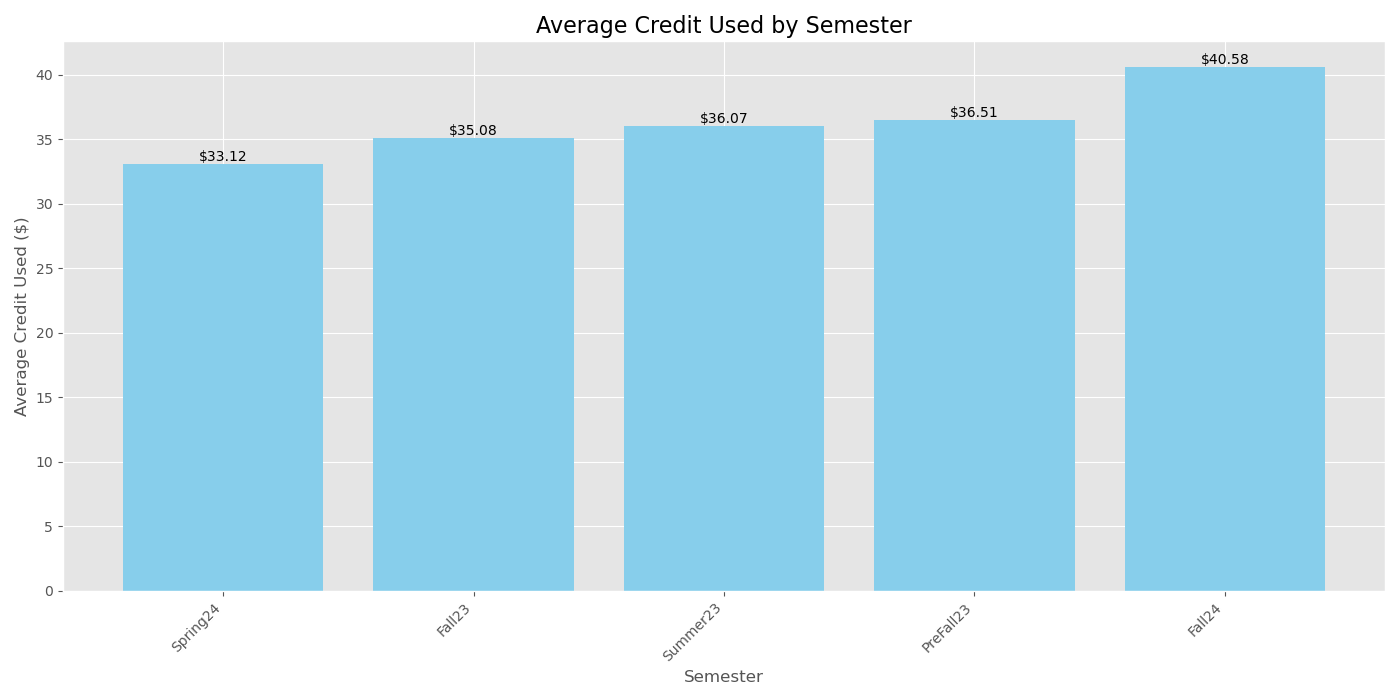 Average Credit Used by Semester
Average Credit Used ($)
40
35
30
25
20
15
10
5
0
$33.12
$35.08
$36.07
$36.51
$40.58
Spring24
Fall23
Summer23
PreFall23
Fall24
Semester